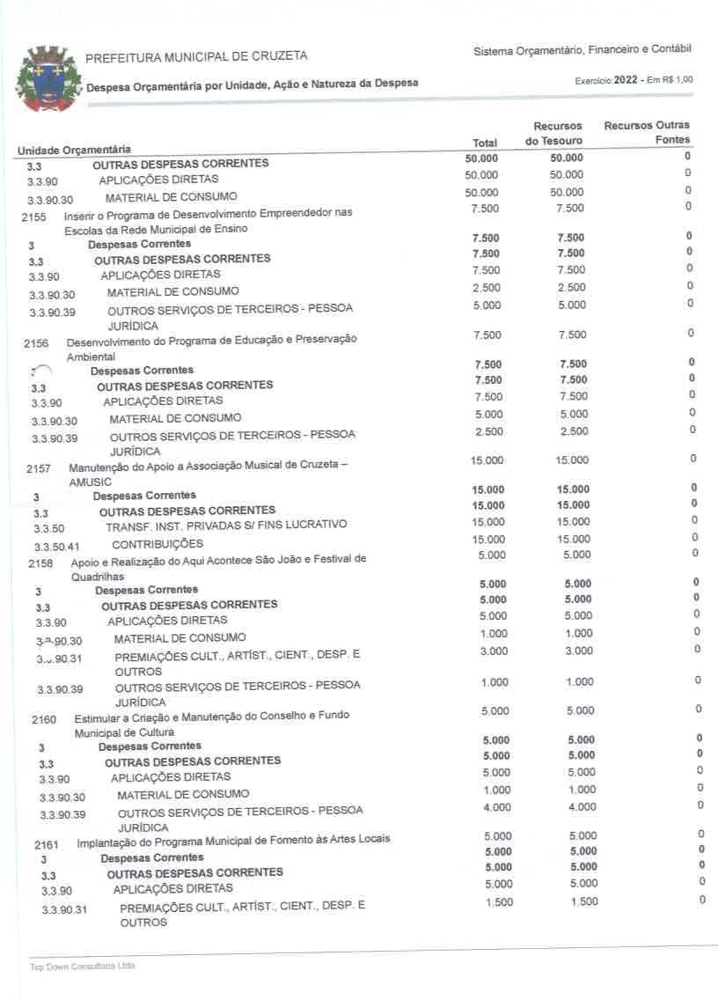 PREFEITURA MUNICIPAL DE CRUZETA
Sistema Orçamentário, Financeiro e Contábil
Despesa Orçamentária por Unidade, Ação e Natureza da Despesa
Exercício: 2022 - Em R$ 1,00
Unidade Orçamentária Total Recursos do Tesouro Recursos Outras Fontes
3.3 OUTRAS DESPESAS CORRENTES 50.000 50.000 0
3.3.90 APLICAÇÕES DIRETAS 50.000 50.000 0
3.3.90.30 MATERIAL DE CONSUMO 50.000 50.000 0
2155 Inserir o Programa de Desenvolvimento Empreendedor nas 7.500 7.500 0
Escolas da Rede Municipal de Ensino
3 Despesas Correntes 7.500 7.500 0
3.3 OUTRAS DESPESAS CORRENTES 7.500 7.500 0
3.3.90 APLICAÇÕES DIRETAS 7.500 7.500 0
3.3.90.30 MATERIAL DE CONSUMO 2.500 2.500 0
3.3.90.39 OUTROS SERVIÇOS DE TERCEIROS - PESSOA 5.000 5.000 0
JURÍDICA
2156 Desenvolvimento do Programa de Educação e Preservação 7.500 7.500 0
Ambiental
Despesas Correntes 7.500 7.500 0
3.3 OUTRAS DESPESAS CORRENTES 7.500 7.500 0
3.3.90 APLICAÇÕES DIRETAS 7.500 7.500 0
3.3.90.30 MATERIAL DE CONSUMO 5.000 5.000 0
3.3.90.39 OUTROS SERVIÇOS DE TERCEIROS - PESSOA 2.500 2.500 0
JURÍDICA
2157 Manutenção do Apoio a Associação Musical de Cruzeta – 15.000 15.000 0
AMUSIC
3 Despesas Correntes 15.000 15.000 0
3.3 OUTRAS DESPESAS CORRENTES 15.000 15.000 0
3.3.50 TRANSF. INST. PRIVADAS S/ FINS LUCRATIVO 15.000 15.000 0
3.3.50.41 CONTRIBUIÇÕES 15.000 15.000 0
2158 Apoio e Realização do Aqui Acontece São João e Festival de 5.000 5.000 0
Quadrilhas
3 Despesas Correntes 5.000 5.000 0
3.3 OUTRAS DESPESAS CORRENTES 5.000 5.000 0
3.3.90 APLICAÇÕES DIRETAS 5.000 5.000 0
3.3.90.30 MATERIAL DE CONSUMO 1.000 1.000 0
3.3.90.31 PREMIAÇÕES CULT., ARTÍST., CIENT., DESP. E 3.000 3.000 0
OUTROS
3.3.90.39 OUTROS SERVIÇOS DE TERCEIROS - PESSOA 1.000 1.000 0
JURÍDICA
2160 Estimular a Criação e Manutenção do Conselho e Fundo 5.000 5.000 0
Municipal de Cultura
3 Despesas Correntes 5.000 5.000 0
3.3 OUTRAS DESPESAS CORRENTES 5.000 5.000 0
3.3.90 APLICAÇÕES DIRETAS 5.000 5.000 0
3.3.90.30 MATERIAL DE CONSUMO 1.000 1.000 0
3.3.90.39 OUTROS SERVIÇOS DE TERCEIROS - PESSOA 4.000 4.000 0
JURÍDICA
2161 Implantação do Programa Municipal de Fomento às Artes Locais 5.000 5.000 0
3 Despesas Correntes 5.000 5.000 0
3.3 OUTRAS DESPESAS CORRENTES 5.000 5.000 0
3.3.90 APLICAÇÕES DIRETAS 5.000 5.000 0
3.3.90.31 PREMIAÇÕES CULT., ARTÍST., CIENT., DESP. E 1.500 1.500 0
OUTROS
Top Down Consultoria Ltda